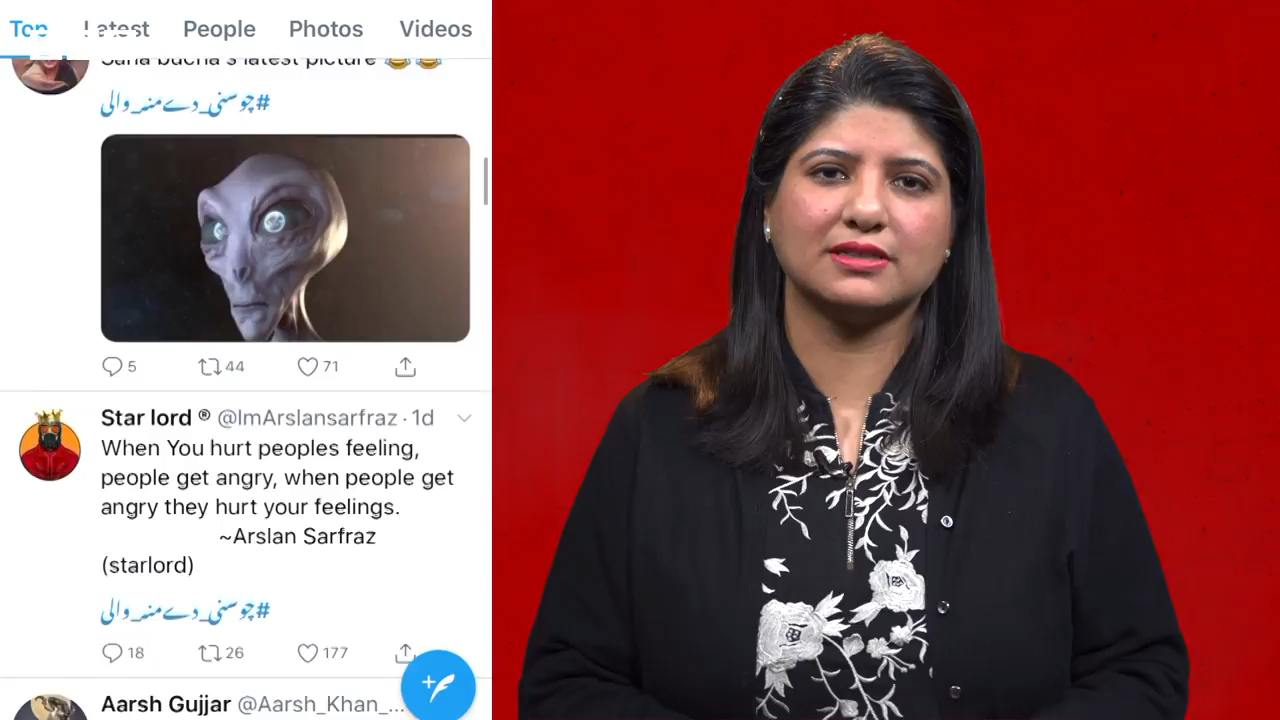 Top Latest People Photos Videos
Sana bucha's latest picture 😂😂
#چوسنی_دے_منہ_والی
5 44 71
Star lord ® @ImArslansarfraz · 1d
When You hurt peoples feeling,
people get angry, when people get
angry they hurt your feelings.
~Arslan Sarfraz
(starlord)
#چوسنی_دے_منہ_والی
18 26 177
Aarsh Gujjar @Aarsh_Khan_...